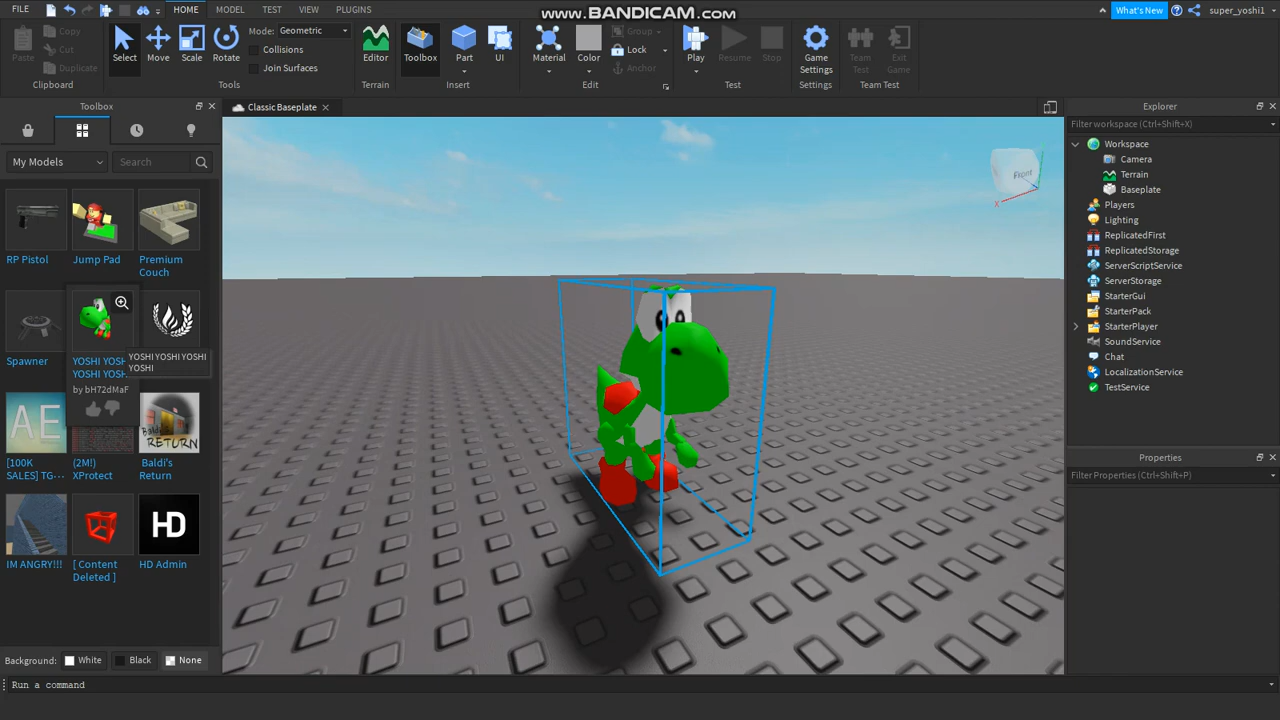 FILE HOME MODEL TEST VIEW PLUGINS www.BANDICAM.com What's New super_yoshi1
Paste Copy Cut Duplicate Select Move Scale Rotate Mode: Geometric Collisions Join Surfaces Editor Toolbox Part UI Material Color Group Lock Anchor Play Resume Stop Game Settings Team Test Exit Game
Clipboard Tools Terrain Insert Edit Test Settings Team Test
Toolbox
Classic Baseplate
Explorer
Filter workspace (Ctrl+Shift+X)
My Models Search
RP Pistol Jump Pad Premium Couch
Spawner YOSHI YOSH YOSHI YOSH
YOSHI YOSHI YOSHI
YOSHI
by bH72dMaF
[100K SALES] TG-... (2M!) XProtect Baldi's Return
AE
Baldi's
RETURN
IM ANGRY!!! [ Content Deleted ] HD Admin
HD
Background: White Black None
Front
X
Workspace
Camera
Terrain
Baseplate
Players
Lighting
ReplicatedFirst
ReplicatedStorage
ServerScriptService
ServerStorage
StarterGui
StarterPack
StarterPlayer
SoundService
Chat
LocalizationService
TestService
Properties
Filter Properties (Ctrl+Shift+P)
Run a command